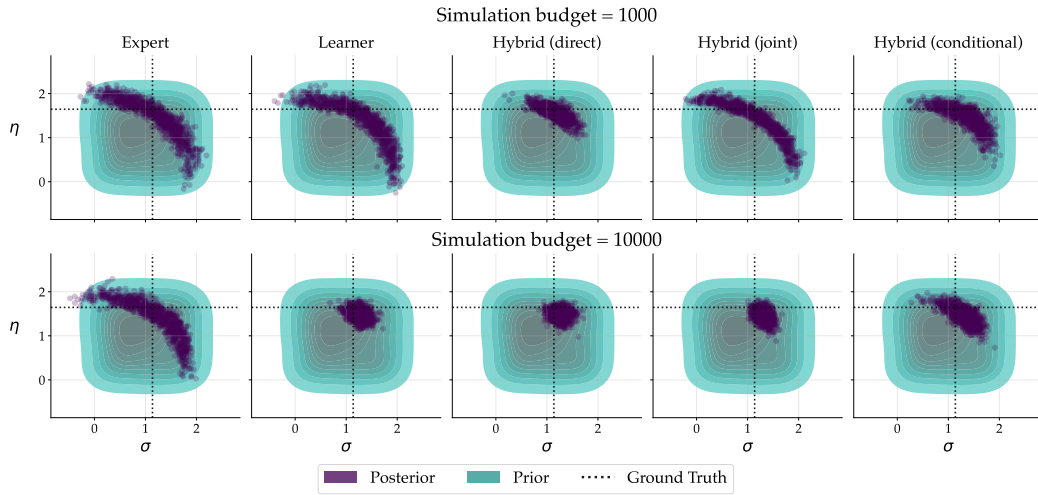 Simulation budget = 1000
Expert Learner Hybrid (direct) Hybrid (joint) Hybrid (conditional)
2
η
1
0
Simulation budget = 10000
2
η
1
0
0 1 2 0 1 2 0 1 2 0 1 2 0 1 2
σ σ σ σ σ
Posterior Prior Ground Truth